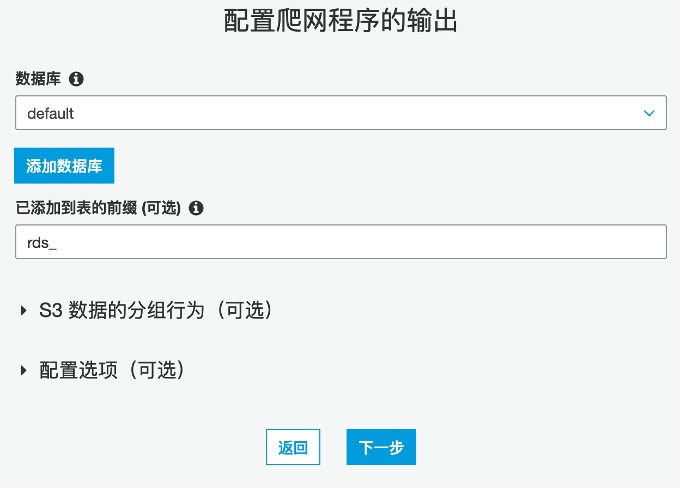 配置爬网程序的输出
数据库
default
添加数据库
已添加到表的前缀 (可选)
rds_
S3 数据的分组行为（可选）
配置选项（可选）
返回
下一步